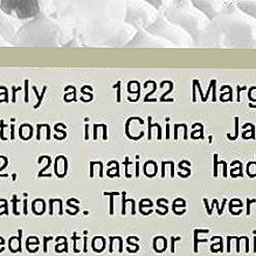 arly as 1922 Marg
tions in China, Ja
2, 20 nations had
ations. These wer
ederations or Fami